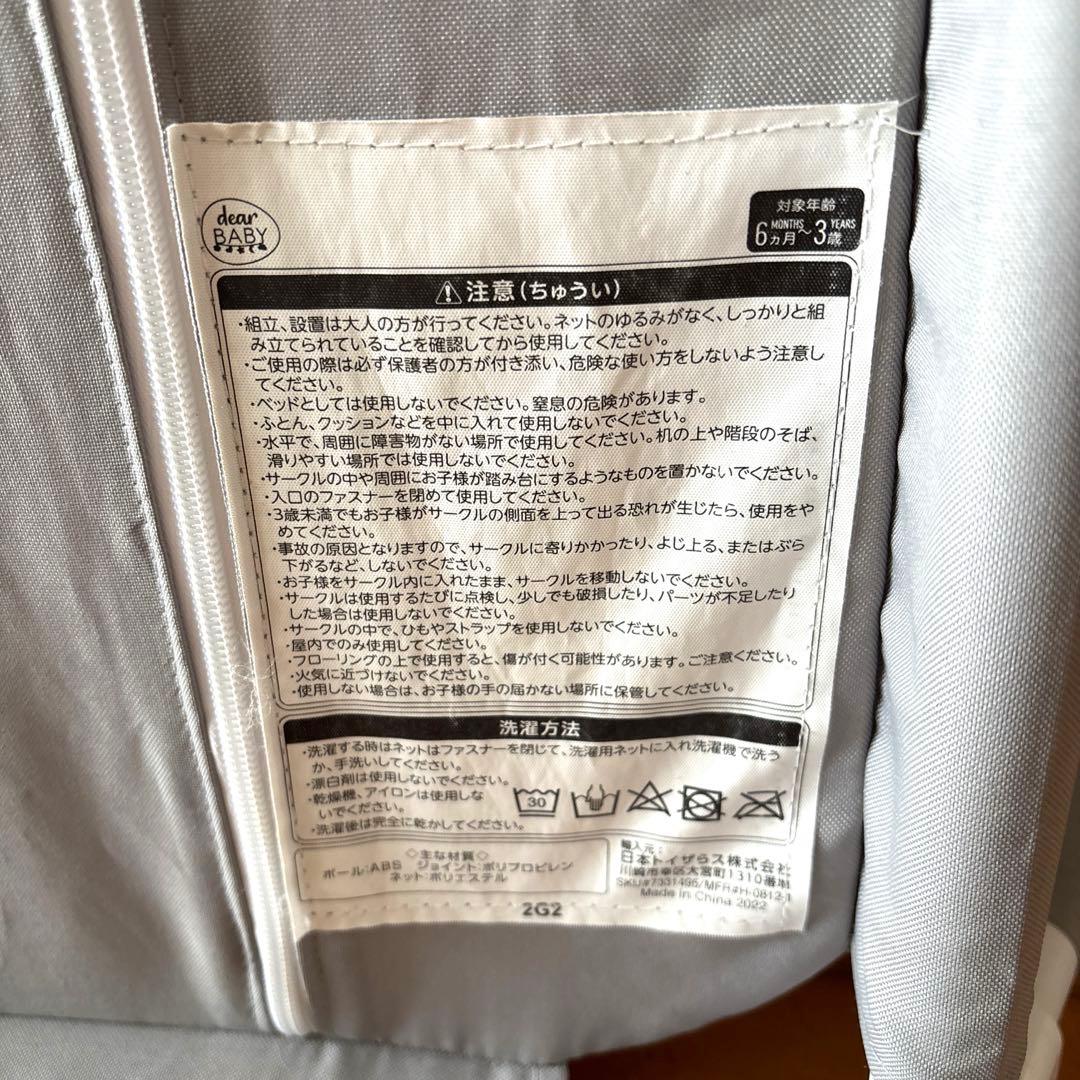 dear
BABY
対象年齢
6 MONTHS カ月～3 YEARS 歳
注意(ちゅうい)
・組立、設置は大人の方が行ってください。ネットのゆるみがなく、しっかりと組
み立てられていることを確認してから使用してください。
・ご使用の際は必ず保護者の方が付き添い、危険な使い方をしないよう注意し
てください。
・ベッドとしては使用しないでください。窒息の危険があります。
・ふとん、クッションなどを中に入れて使用しないでください。
・水平で、周囲に障害物がない場所で使用してください。机の上や階段のそば、
滑りやすい場所では使用しないでください。
・サークルの中や周囲にお子様が踏み台にするようなものを置かないでください。
・入口のファスナーを閉めて使用してください。
・3歳未満でもお子様がサークルの側面を上って出る恐れが生じたら、使用をや
めてください。
・事故の原因となりますので、サークルに寄りかかったり、よじ上る、またはぶら
下がるなど、しないでください。
・お子様をサークル内に入れたまま、サークルを移動しないでください。
・サークルは使用するたびに点検し、少しでも破損したり、パーツが不足したり
した場合は使用しないでください。
・サークルの中で、ひもやストラップを使用しないでください。
・屋内でのみ使用してください。
・フローリングの上で使用すると、傷が付く可能性があります。ご注意ください。
・火気に近づけないでください。
・使用しない場合は、お子様の手の届かない場所に保管してください。
洗濯方法
・洗濯する時はネットはファスナーを閉じて、洗濯用ネットに入れ洗濯機で洗う
か、手洗いしてください。
・漂白剤は使用しないでください。
・乾燥機、アイロンは使用しな
いでください。
・洗濯後は完全に乾かしてください。
30
◇主な材質◇
ポール:ABS ジョイント:ポリプロピレン
ネット:ポリエステル
輸入元:
日本トイザらス株式会社
川崎市幸区大宮町1310番地
SKU#7331496/MFR#H-0812-1
Made in China 2022
2G2